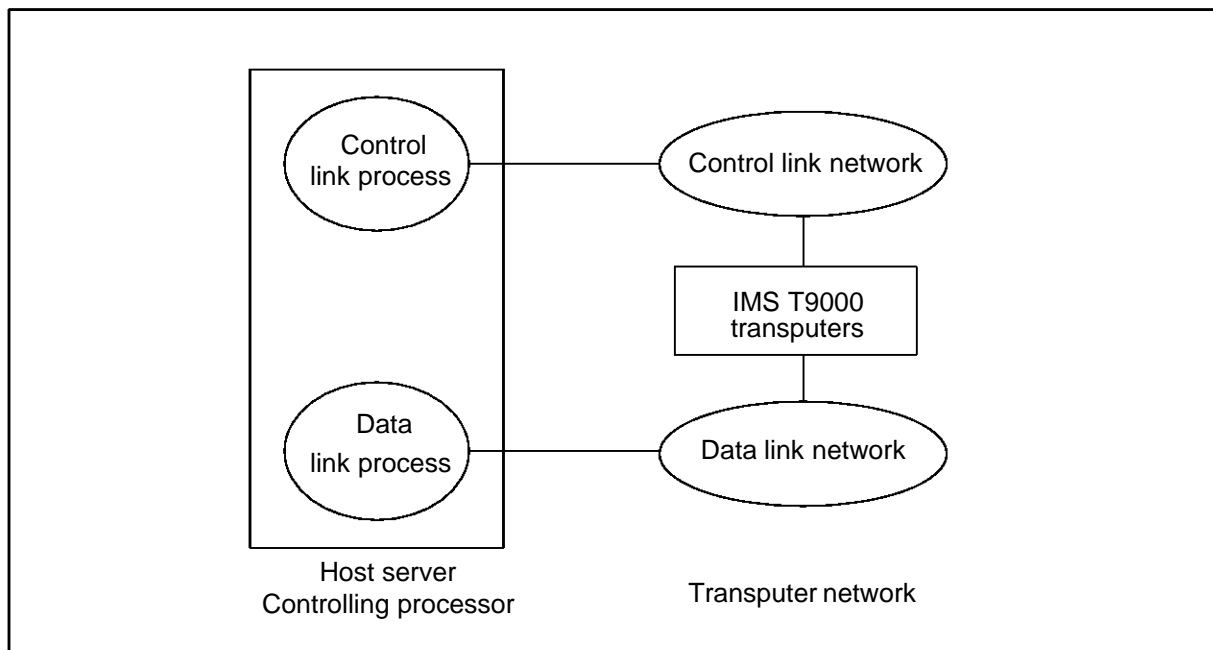 Control
link process
Control link network
IMS T9000
transputers
Data
link process
Data link network
Host server
Controlling processor
Transputer network